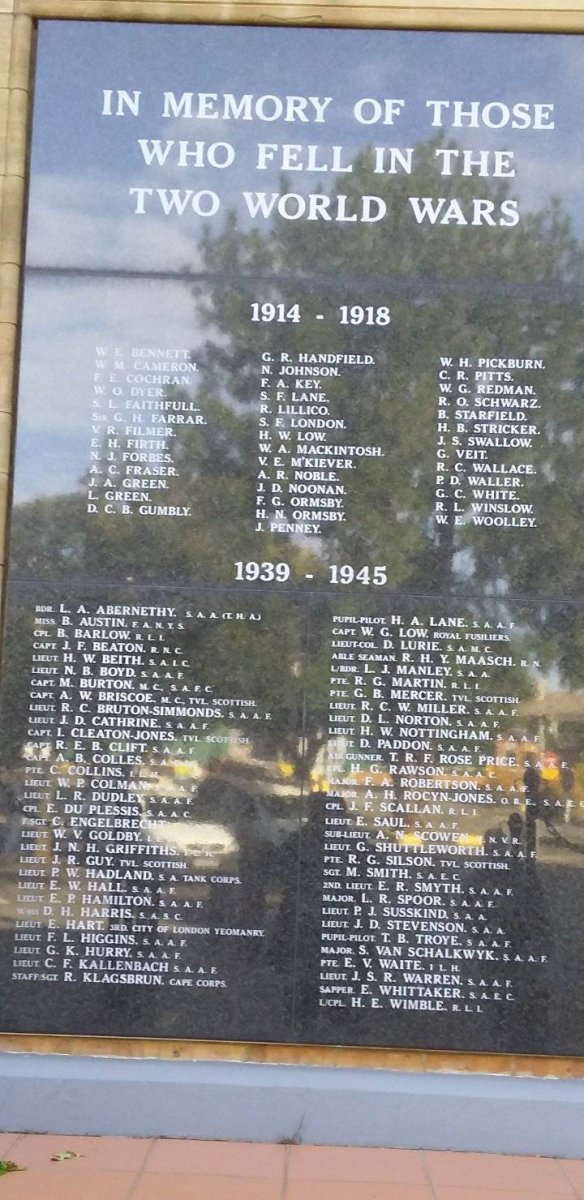 IN MEMORY OF THOSE
WHO FELL IN THE
TWO WORLD WARS
1914 - 1918
W. E. BENNETT.
W. M. CAMERON.
F. E. COCHRAN.
W. O. DYER.
S. L. FAITHFULL.
SIR G. H. FARRAR.
V. R. FILMER.
E. H. FIRTH.
N. J. FORBES.
A. C. FRASER.
J. A. GREEN.
L. GREEN.
D. C. B. GUMBLY.
G. R. HANDFIELD.
N. JOHNSON.
F. A. KEY.
S. F. LANE.
R. LILLICO.
S. F. LONDON.
H. W. LOW.
W. A. MACKINTOSH.
V. E. M'KIEVER.
A. R. NOBLE.
J. D. NOONAN.
F. G. ORMSBY.
H. N. ORMSBY.
J. PENNEY.
W. H. PICKBURN.
C. R. PITTS.
W. G. REDMAN.
R. O. SCHWARZ.
B. STARFIELD.
H. B. STRICKER.
J. S. SWALLOW.
G. VEIT.
R. C. WALLACE.
P. D. WALLER.
G. C. WHITE.
R. L. WINSLOW.
W. E. WOOLLEY.
1939 - 1945
BDR. L. A. ABERNETHY. S. A. A. (T. H. A.)
MISS. B. AUSTIN. F. A. N. Y. S.
CPL. B. BARLOW. R. L. I.
CAPT. J. F. BEATON. R. N. C.
LIEUT. H. W. BEITH. S. A. I. C.
LIEUT. N. B. BOYD. S. A. A. F.
CAPT. M. BURTON. M. C., S. A. F. C.
CAPT. A. W. BRISCOE. M. C., TVL. SCOTTISH.
LIEUT. R. C. BRUTON-SIMMONDS. S. A. A. F.
LIEUT. J. D. CATHRINE. S. A. A. F.
CAPT. I. CLEATON-JONES. TVL. SCOTTISH.
CAPT. R. E. B. CLIFT. S. A. A. F.
CAPT. A. B. COLLES.
PTE. C. COLLINS. I. L. H.
LIEUT. W. P. COLMAN. S. A. A. F.
LIEUT. L. R. DUDLEY. S. A. A. F.
CPL. E. DU PLESSIS. S. A. A. C.
F/SGT. C. ENGELBRECHT
LIEUT. W. V. GOLDBY.
LIEUT. J. N. H. GRIFFITHS.
LIEUT. J. R. GUY. TVL. SCOTTISH.
LIEUT. P. W. HADLAND. S. A. TANK CORPS.
LIEUT. E. W. HALL. S. A. A. F.
LIEUT. E. P. HAMILTON. S. A. A. F.
D. H. HARRIS. S. A. S. C.
LIEUT. E. HART. 3RD. CITY OF LONDON YEOMANRY.
LIEUT. F. L. HIGGINS. S. A. A. F.
LIEUT. G. K. HURRY. S. A. A. F.
LIEUT. C. F. KALLENBACH S. A. A. F.
STAFF/SGT. R. KLAGSBRUN. CAPE CORPS.
PUPIL-PILOT. H. A. LANE. S. A. A. F.
CAPT. W. G. LOW. ROYAL FUSILIERS.
LIEUT-COL. D. LURIE. S. A. M. C.
ABLE SEAMAN. R. H. Y. MAASCH. R. N.
L/BDR. L. J. MANLEY. S. A. A.
PTE. R. G. MARTIN. R. L. I.
PTE. G. B. MERCER. TVL. SCOTTISH.
LIEUT. R. C. W. MILLER. S. A. A. F.
LIEUT. D. L. NORTON. S. A. A. F.
LIEUT. H. W. NOTTINGHAM. S. A. A. F.
LIEUT. D. PADDON. S. A. A. F.
AIR GUNNER. T. R. F. ROSE PRICE. S. A. A. F.
CPL. H. G. RAWSON. S. A. A. C.
MAJOR. F. A. ROBERTSON. S. A. A. F.
MAJOR. A. H. ROCYN-JONES. O. B. E., S. A. E. C.
CPL. J. F. SCALLAN. R. L. I.
LIEUT. E. SAUL. S. A. A. F.
SUB-LIEUT. A. N. SCOWEN. R. N. V. R.
LIEUT. G. SHUTTLEWORTH. S. A. A. F.
PTE. R. G. SILSON. TVL. SCOTTISH.
SGT. M. SMITH. S. A. E. C.
2ND. LIEUT. E. R. SMYTH. S. A. A. F.
MAJOR. L. R. SPOOR. S. A. A. F.
LIEUT. P. J. SUSSKIND. S. A. A.
LIEUT. J. D. STEVENSON. S. A. A.
PUPIL-PILOT. T. B. TROYE. S. A. A. F.
MAJOR. S. VAN SCHALKWYK. S. A. A. F.
PTE. E. V. WAITE. I. L. H.
LIEUT. J. S. R. WARREN. S. A. A. F.
SAPPER. E. WHITTAKER. S. A. E. C.
L/CPL. H. E. WIMBLE. R. L. I.